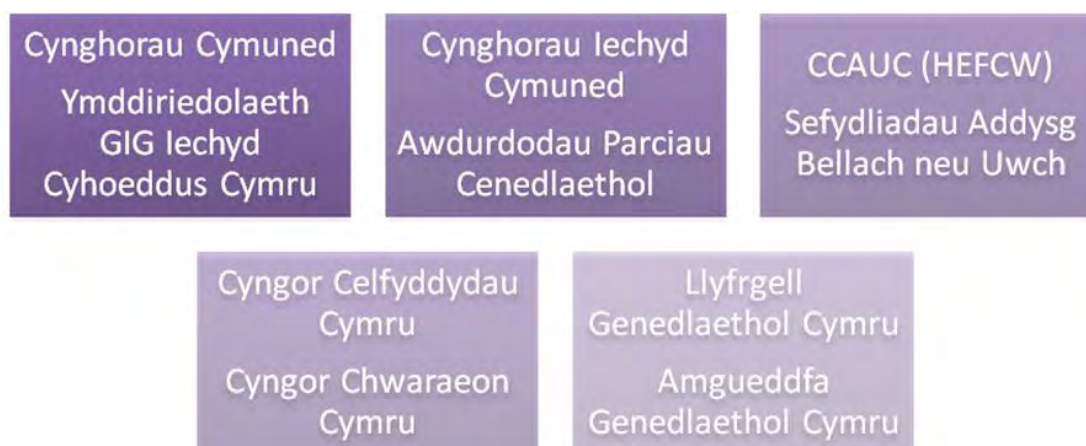 Cynghorau Cymuned
Ymddiriedolaeth
GIG Iechyd
Cyhoeddus Cymru
Cynghorau Iechyd
Cymuned
Awdurdodau Parciau
Cenedlaethol
CCAUC (HEFCW)
Sefydliadau Addysg
Bellach neu Uwch
Cyngor Celfyddydau
Cymru
Cyngor Chwaraeon
Cymru
Llyfrgell
Genedlaethol Cymru
Amgueddfa
Genedlaethol Cymru